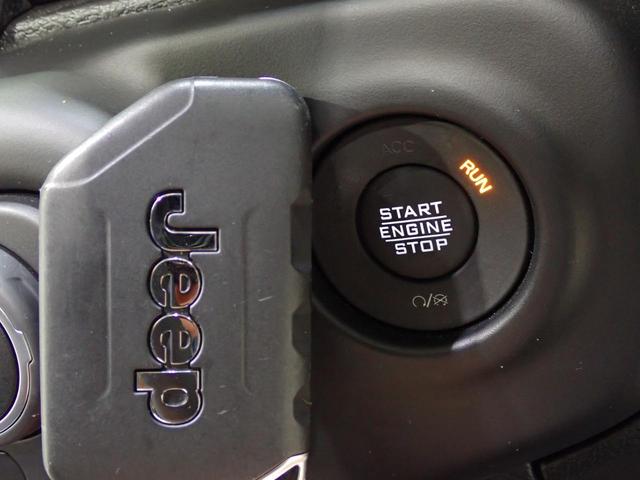 Jeep
ACC
RUN
START
ENGINE
STOP